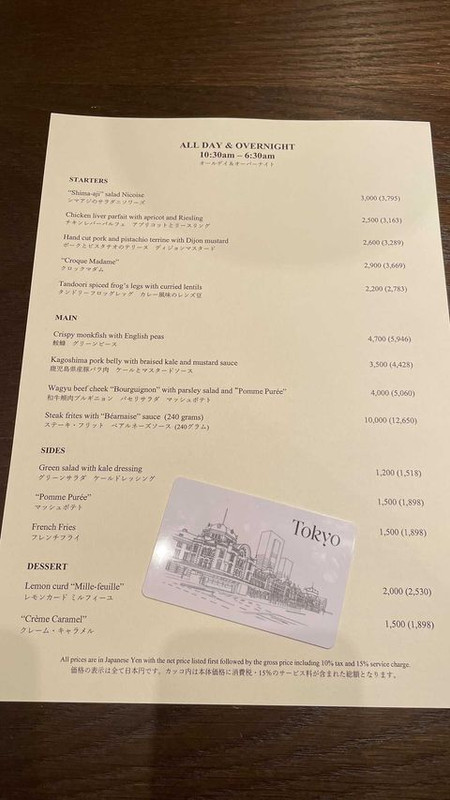 ALL DAY & OVERNIGHT
10:30am – 6:30am
オールデイ＆オーバーナイト
STARTERS
"Shima-aji" salad Nicoise 3,000 (3,795)
シマアジのサラダニソワーズ
Chicken liver parfait with apricot and Riesling 2,500 (3,163)
チキンレバーパルフェ　アプリコットとリースリング
Hand cut pork and pistachio terrine with Dijon mustard 2,600 (3,289)
ポークとピスタチオのテリーヌ　ディジョンマスタード
"Croque Madame" 2,900 (3,669)
クロックマダム
Tandoori spiced frog's legs with curried lentils 2,200 (2,783)
タンドリーフロッグレッグ　カレー風味のレンズ豆
MAIN
Crispy monkfish with English peas 4,700 (5,946)
鮟鱇　グリーンピース
Kagoshima pork belly with braised kale and mustard sauce 3,500 (4,428)
鹿児島県産豚バラ肉　ケールとマスタードソース
Wagyu beef cheek "Bourguignon" with parsley salad and "Pomme Purée" 4,000 (5,060)
和牛頬肉ブルギニョン　パセリサラダ　マッシュポテト
Steak frites with "Béarnaise" sauce (240 grams) 10,000 (12,650)
ステーキ・フリット　ベアルネーズソース (240グラム)
SIDES
Green salad with kale dressing 1,200 (1,518)
グリーンサラダ　ケールドレッシング
"Pomme Purée" 1,500 (1,898)
マッシュポテト
French Fries 1,500 (1,898)
フレンチフライ
Tokyo
DESSERT
Lemon curd "Mille-feuille" 2,000 (2,530)
レモンカード ミルフィーユ
"Crème Caramel" 1,500 (1,898)
クレーム・キャラメル
All prices are in Japanese Yen with the net price listed first followed by the gross price including 10% tax and 15% service charge.
価格の表示は全て日本円です。カッコ内は本体価格に消費税・15%のサービス料が含まれた総額となります。